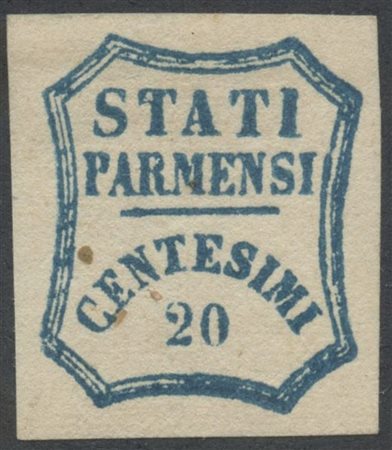 STATI
PARMENSI
CENTESIMI
20